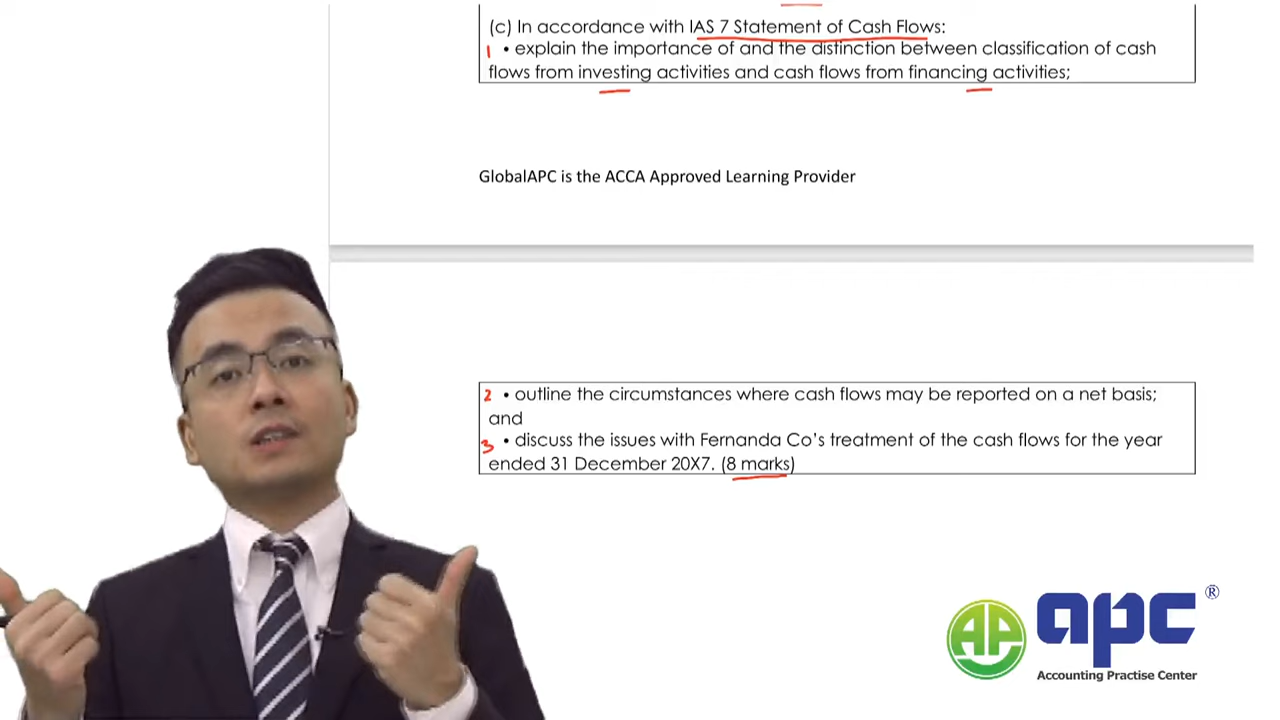 (c) In accordance with IAS 7 Statement of Cash Flows:
1 • explain the importance of and the distinction between classification of cash
flows from investing activities and cash flows from financing activities;
GlobalAPC is the ACCA Approved Learning Provider
2 • outline the circumstances where cash flows may be reported on a net basis;
and
3 • discuss the issues with Fernanda Co’s treatment of the cash flows for the year
ended 31 December 20X7. (8 marks)
AP
apc ®
Accounting Practise Center